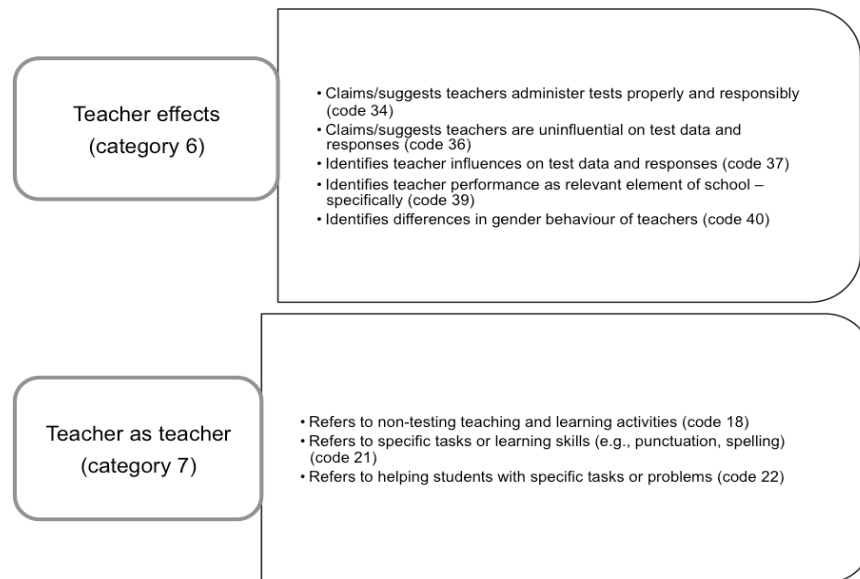 Teacher effects
(category 6)
• Claims/suggests teachers administer tests properly and responsibly
(code 34)
• Claims/suggests teachers are uninfluential on test data and
responses (code 36)
• Identifies teacher influences on test data and responses (code 37)
• Identifies teacher performance as relevant element of school –
specifically (code 39)
• Identifies differences in gender behaviour of teachers (code 40)
Teacher as teacher
(category 7)
• Refers to non-testing teaching and learning activities (code 18)
• Refers to specific tasks or learning skills (e.g., punctuation, spelling)
(code 21)
• Refers to helping students with specific tasks or problems (code 22)